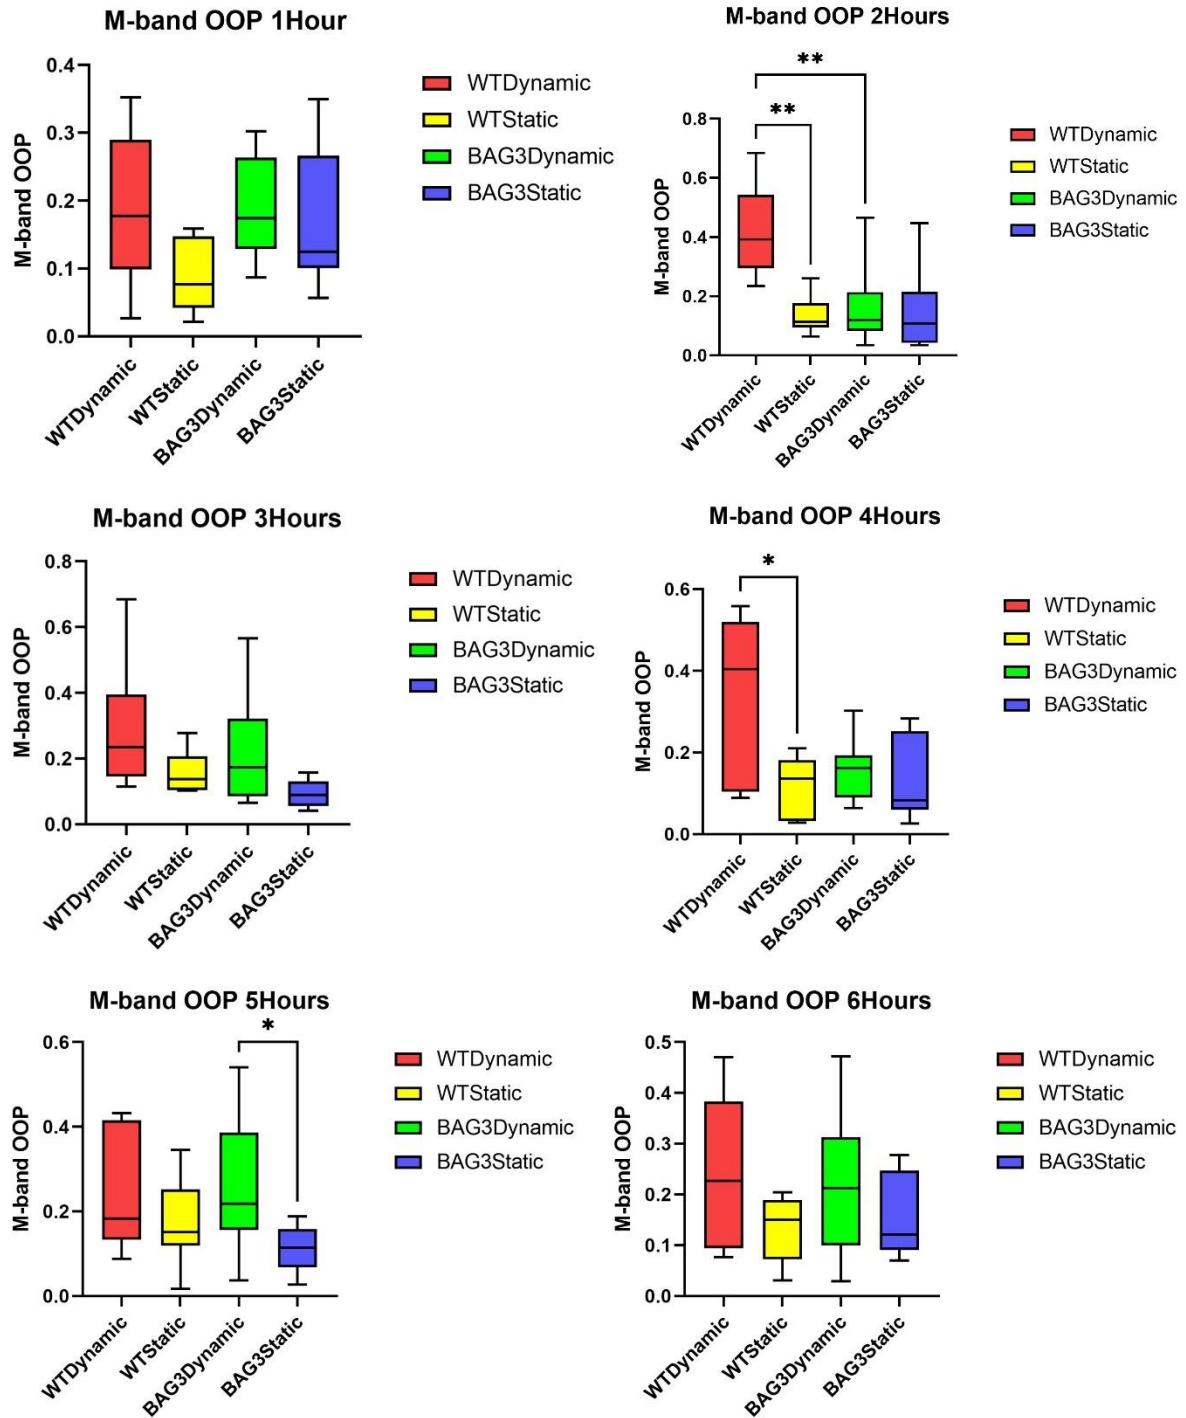 M-band OOP 1Hour
M-band OOP
0.4
0.3
0.2
0.1
0.0
WTDynamic
WTStatic
BAG3Dynamic
BAG3Static
WTDynamic
WTStatic
BAG3Dynamic
BAG3Static
M-band OOP 2Hours
M-band OOP
0.8
0.6
0.4
0.2
0.0
**
**
WTDynamic
WTStatic
BAG3Dynamic
BAG3Static
WTDynamic
WTStatic
BAG3Dynamic
BAG3Static
M-band OOP 3Hours
M-band OOP
0.8
0.6
0.4
0.2
0.0
WTDynamic
WTStatic
BAG3Dynamic
BAG3Static
WTDynamic
WTStatic
BAG3Dynamic
BAG3Static
M-band OOP 4Hours
M-band OOP
0.6
0.4
0.2
0.0
*
WTDynamic
WTStatic
BAG3Dynamic
BAG3Static
WTDynamic
WTStatic
BAG3Dynamic
BAG3Static
M-band OOP 5Hours
M-band OOP
0.6
0.4
0.2
0.0
*
WTDynamic
WTStatic
BAG3Dynamic
BAG3Static
WTDynamic
WTStatic
BAG3Dynamic
BAG3Static
M-band OOP 6Hours
M-band OOP
0.5
0.4
0.3
0.2
0.1
0.0
WTDynamic
WTStatic
BAG3Dynamic
BAG3Static
WTDynamic
WTStatic
BAG3Dynamic
BAG3Static